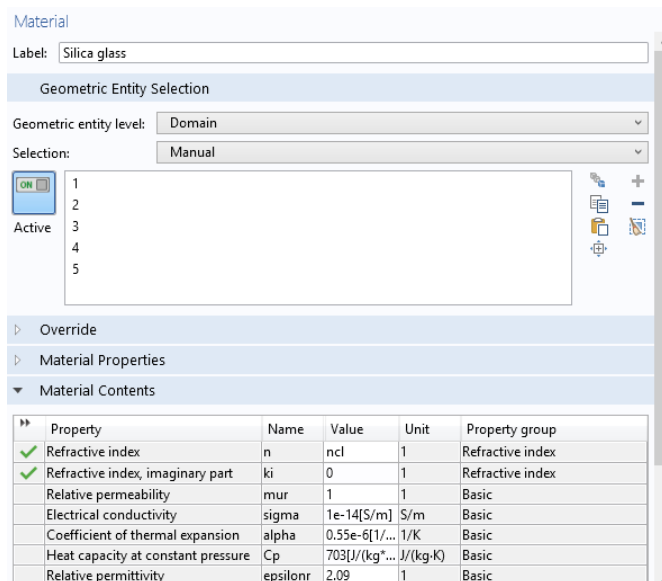 Material
Label: Silica glass
Geometric Entity Selection
Geometric entity level: Domain
Selection: Manual
ON
1
2
3
4
5
Active
Override
Material Properties
Material Contents
Property Name Value Unit Property group
Refractive index n ncl 1 Refractive index
Refractive index, imaginary part ki 0 1 Refractive index
Relative permeability mur 1 1 Basic
Electrical conductivity sigma 1e-14[S/m] S/m Basic
Coefficient of thermal expansion alpha 0.55e-6[1/... 1/K Basic
Heat capacity at constant pressure Cp 703[J/(kg*... J/(kg·K) Basic
Relative permittivity epsilonr 2.09 1 Basic